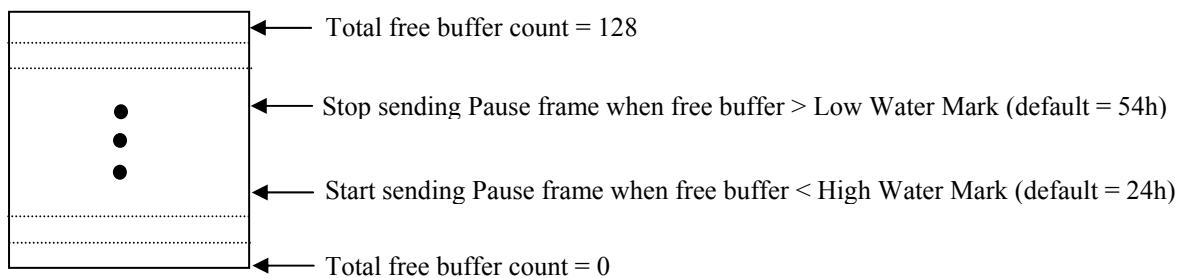 Total free buffer count = 128
Stop sending Pause frame when free buffer > Low Water Mark (default = 54h)
Start sending Pause frame when free buffer < High Water Mark (default = 24h)
Total free buffer count = 0